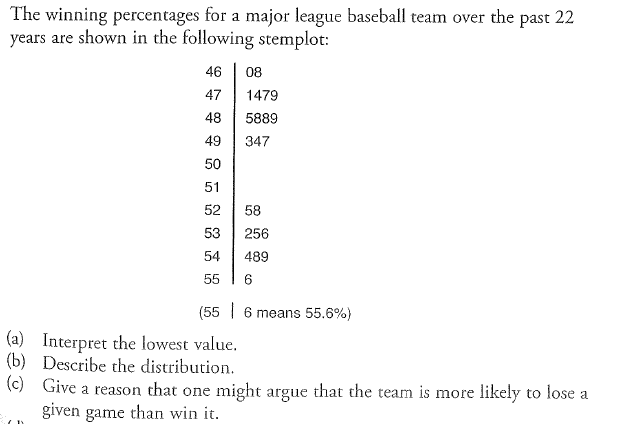 The winning percentages for a major league baseball team over the past 22
years are shown in the following stemplot:
46 | 08
47 | 1479
48 | 5889
49 | 347
50 |
51 |
52 | 58
53 | 256
54 | 489
55 | 6
(55 | 6 means 55.6%)
(a) Interpret the lowest value.
(b) Describe the distribution.
(c) Give a reason that one might argue that the team is more likely to lose a
given game than win it.